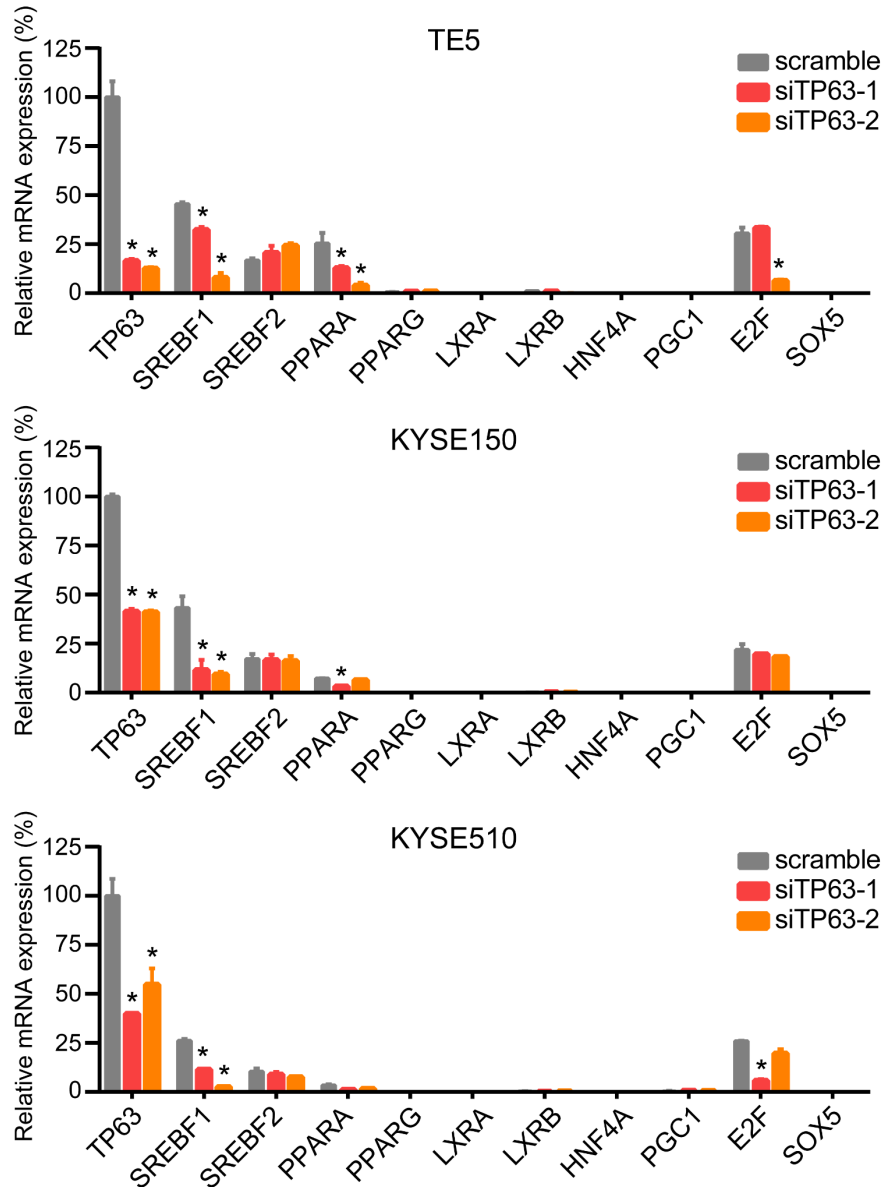 TE5
Relative mRNA expression (%)
125
100
75
50
25
0
scramble
siTP63-1
siTP63-2
* * * * * * *
TP63 SREBF1 SREBF2 PPARA PPARG LXRA LXRB HNF4A PGC1 E2F SOX5
KYSE150
Relative mRNA expression (%)
125
100
75
50
25
0
scramble
siTP63-1
siTP63-2
* * * * *
TP63 SREBF1 SREBF2 PPARA PPARG LXRA LXRB HNF4A PGC1 E2F SOX5
KYSE510
Relative mRNA expression (%)
125
100
75
50
25
0
scramble
siTP63-1
siTP63-2
* * * * *
TP63 SREBF1 SREBF2 PPARA PPARG LXRA LXRB HNF4A PGC1 E2F SOX5